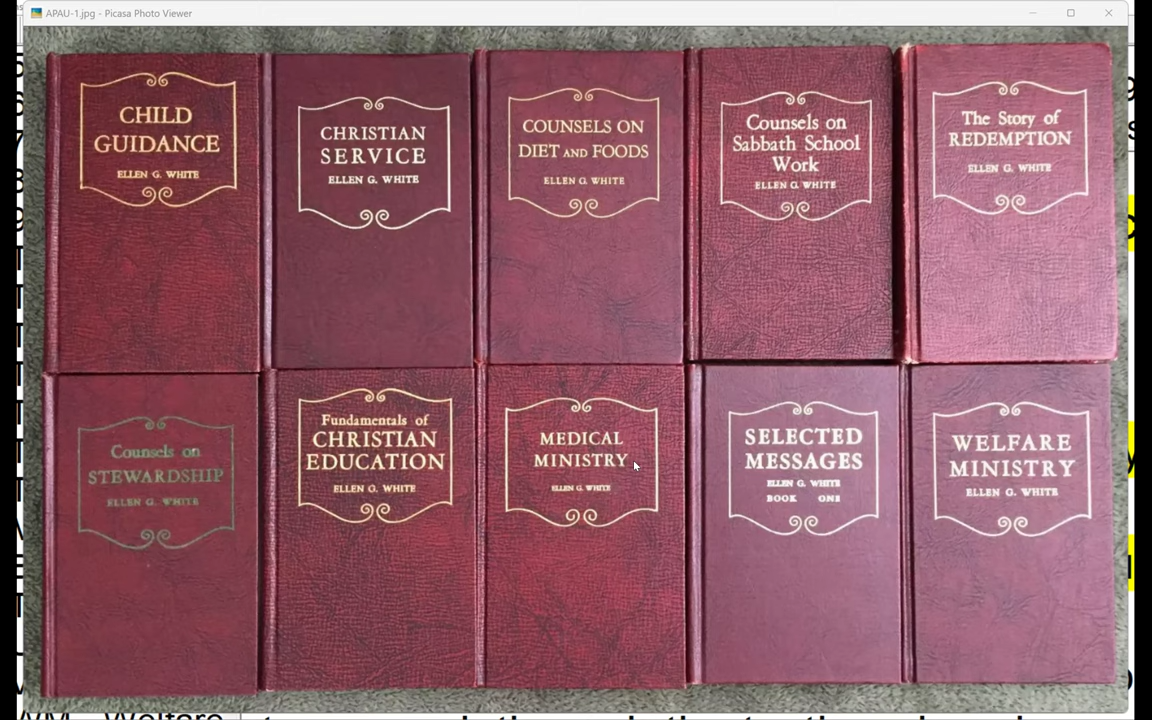 APAU-1.jpg - Picasa Photo Viewer
CHILD
GUIDANCE
ELLEN G. WHITE
CHRISTIAN
SERVICE
ELLEN G. WHITE
COUNSELS ON
DIET AND FOODS
ELLEN G. WHITE
Counsels on
Sabbath School
Work
ELLEN G. WHITE
The Story of
REDEMPTION
ELLEN G. WHITE
Counsels on
STEWARDSHIP
ELLEN G. WHITE
Fundamentals of
CHRISTIAN
EDUCATION
ELLEN G. WHITE
MEDICAL
MINISTRY
ELLEN G. WHITE
SELECTED
MESSAGES
ELLEN G. WHITE
BOOK ONE
WELFARE
MINISTRY
ELLEN G. WHITE